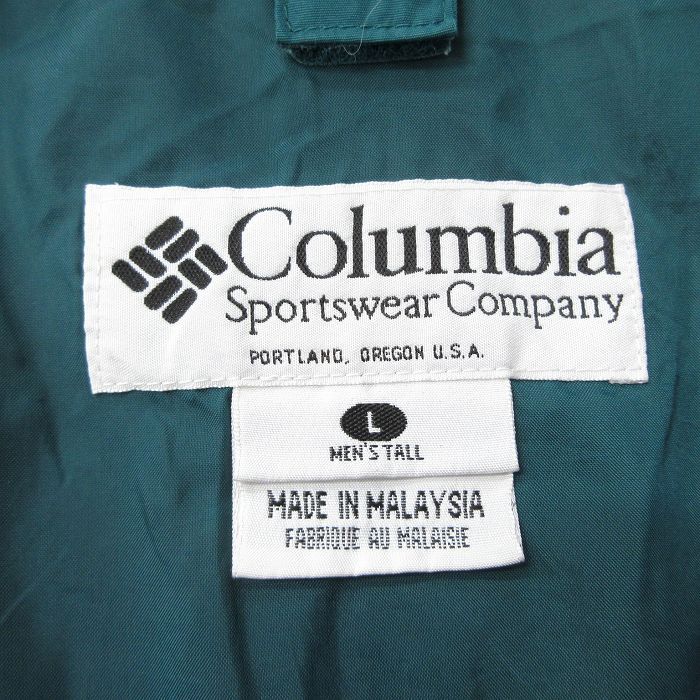 Columbia
Sportswear Company
PORTLAND, OREGON U.S.A.
L
MEN'S TALL
MADE IN MALAYSIA
FABRIQUE AU MALAISIE